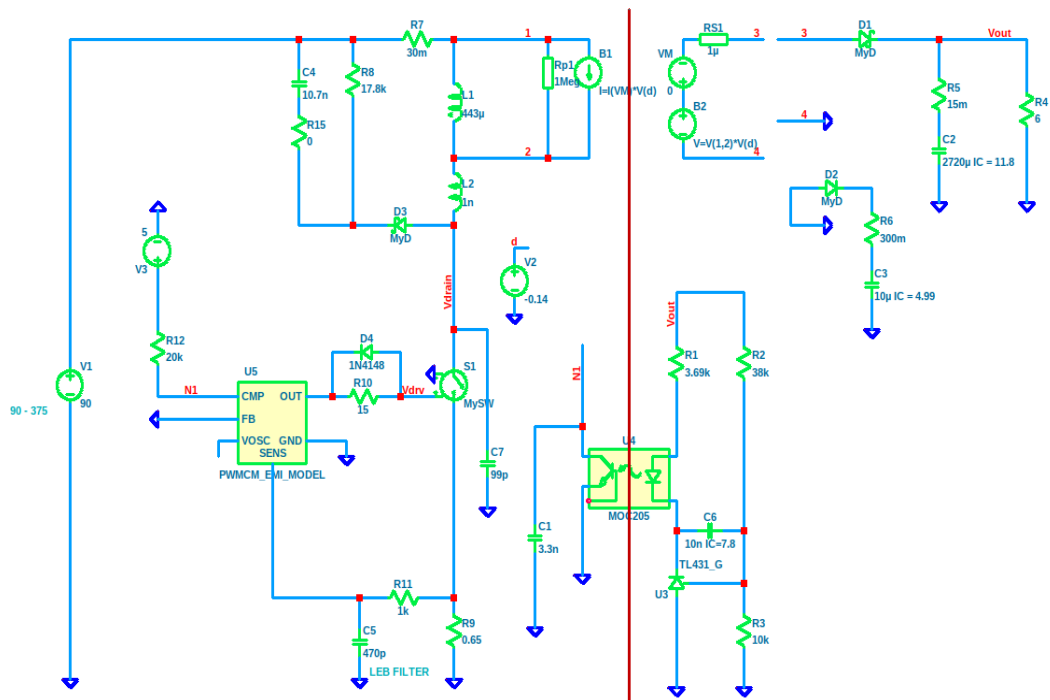 R7
30m
1
B1
I=I(VM)*V(d)
Rp1
1Meg
C4
10.7n
R8
17.8k
L1
443µ
R15
0
2
L2
1n
D3
MyD
5
V3
Vdrain
d
V2
-0.14
RS1
1µ
3
VM
0
B2
V=V(1,2)*V(d)
4
3
D1
MyD
Vout
R5
15m
R4
6
4
C2
2720µ IC = 11.8
D2
MyD
R6
300m
C3
10µ IC = 4.99
R12
20k
D4
1N4148
R10
15
Vdrv
S1
MySW
V1
90
90 - 375
N1
U5
CMP OUT
FB
VOSC GND
SENS
PWMCM_EMI_MODEL
C7
99p
N1
Vout
R1
3.69k
R2
38k
U4
MOC205
C1
3.3n
C6
10n IC=7.8
TL431_G
U3
R11
1k
R9
0.65
R3
10k
C5
470p
LEB FILTER